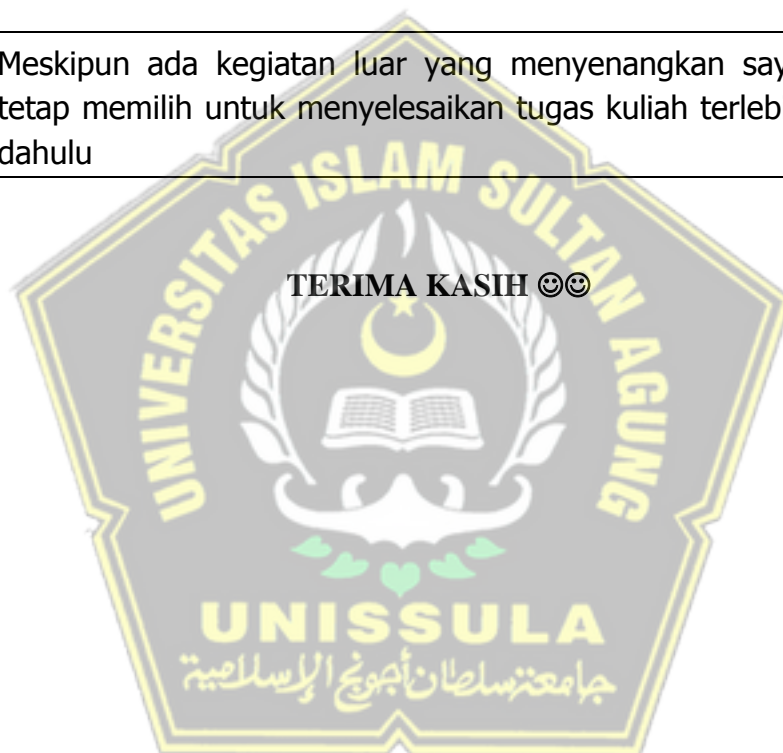 Meskipun ada kegiatan luar yang menyenangkan say
tetap memilih untuk menyelesaikan tugas kuliah terleb
dahulu
TERIMA KASIH ☺☺
UNIVERSITAS ISLAM SULTAN AGUNG
UNISSULA
جامعة سلطان أجونج الإسلامية